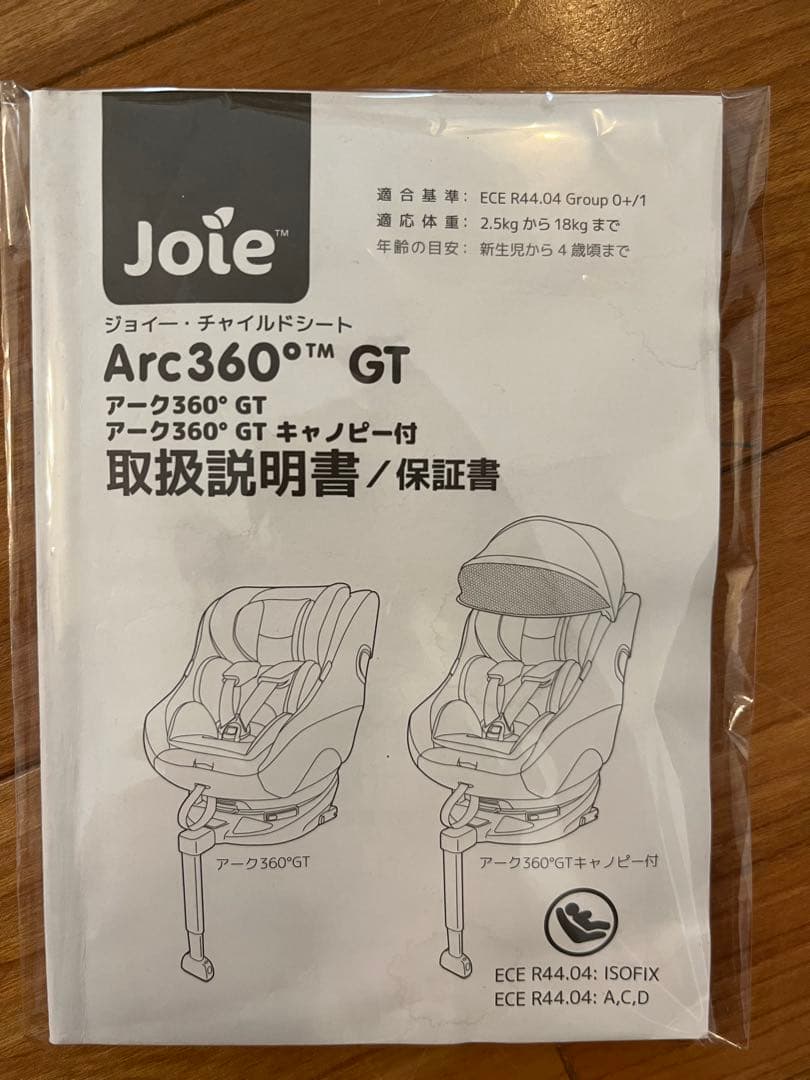 Joie™
適合基準: ECE R44.04 Group 0+/1
適応体重: 2.5kg から 18kg まで
年齢の目安: 新生児から 4 歳頃まで
ジョイー・チャイルドシート
Arc360°™ GT
アーク360° GT
アーク360° GT キャノピー付
取扱説明書／保証書
アーク360°GT
アーク360°GTキャノピー付
ECE R44.04: ISOFIX
ECE R44.04: A,C,D